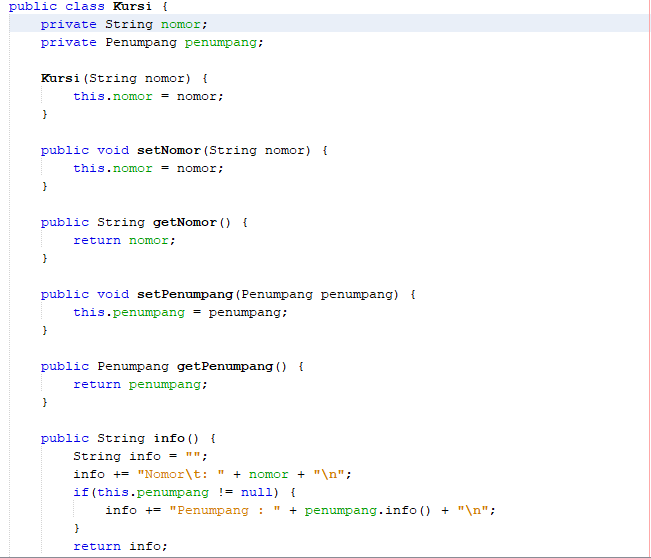 public class Kursi {
    private String nomor;
    private Penumpang penumpang;

    Kursi(String nomor) {
        this.nomor = nomor;
    }

    public void setNomor(String nomor) {
        this.nomor = nomor;
    }

    public String getNomor() {
        return nomor;
    }

    public void setPenumpang(Penumpang penumpang) {
        this.penumpang = penumpang;
    }

    public Penumpang getPenumpang() {
        return penumpang;
    }

    public String info() {
        String info = "";
        info += "Nomor\t: " + nomor + "\n";
        if(this.penumpang != null) {
            info += "Penumpang : " + penumpang.info() + "\n";
        }
        return info;